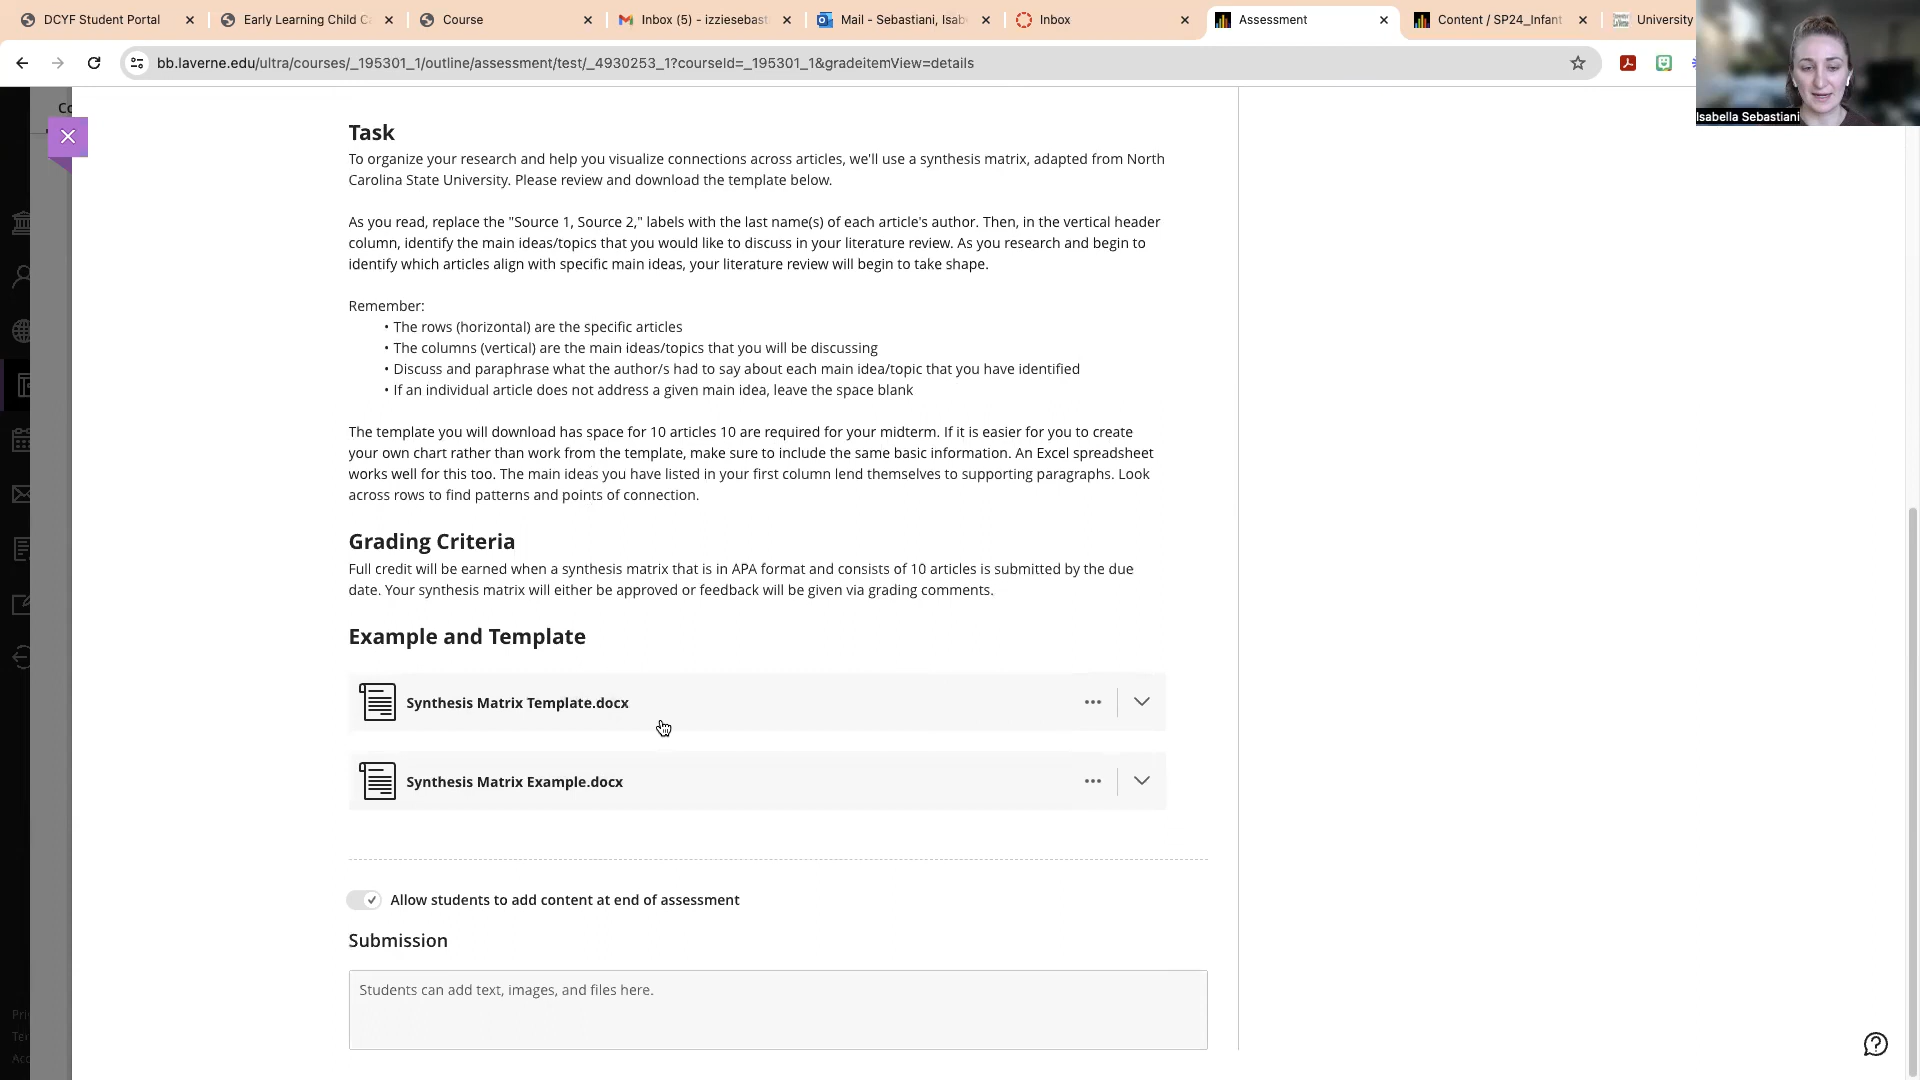 DCYF Student Portal
Early Learning Child C
Course
Inbox (5) - izziesebast
Mail - Sebastiani, Isab
Inbox
Assessment
Content / SP24_Infant
University
bb.laverne.edu/ultra/courses/_195301_1/outline/assessment/test/_4930253_1?courseId=_195301_1&gradeitemView=details
Isabella Sebastiani
Co
Task
To organize your research and help you visualize connections across articles, we'll use a synthesis matrix, adapted from North
Carolina State University. Please review and download the template below.
As you read, replace the "Source 1, Source 2," labels with the last name(s) of each article's author. Then, in the vertical header
column, identify the main ideas/topics that you would like to discuss in your literature review. As you research and begin to
identify which articles align with specific main ideas, your literature review will begin to take shape.
Remember:
• The rows (horizontal) are the specific articles
• The columns (vertical) are the main ideas/topics that you will be discussing
• Discuss and paraphrase what the author/s had to say about each main idea/topic that you have identified
• If an individual article does not address a given main idea, leave the space blank
The template you will download has space for 10 articles 10 are required for your midterm. If it is easier for you to create
your own chart rather than work from the template, make sure to include the same basic information. An Excel spreadsheet
works well for this too. The main ideas you have listed in your first column lend themselves to supporting paragraphs. Look
across rows to find patterns and points of connection.
Grading Criteria
Full credit will be earned when a synthesis matrix that is in APA format and consists of 10 articles is submitted by the due
date. Your synthesis matrix will either be approved or feedback will be given via grading comments.
Example and Template
Synthesis Matrix Template.docx
Synthesis Matrix Example.docx
Allow students to add content at end of assessment
Submission
Students can add text, images, and files here.
Pri
Ter
Acc